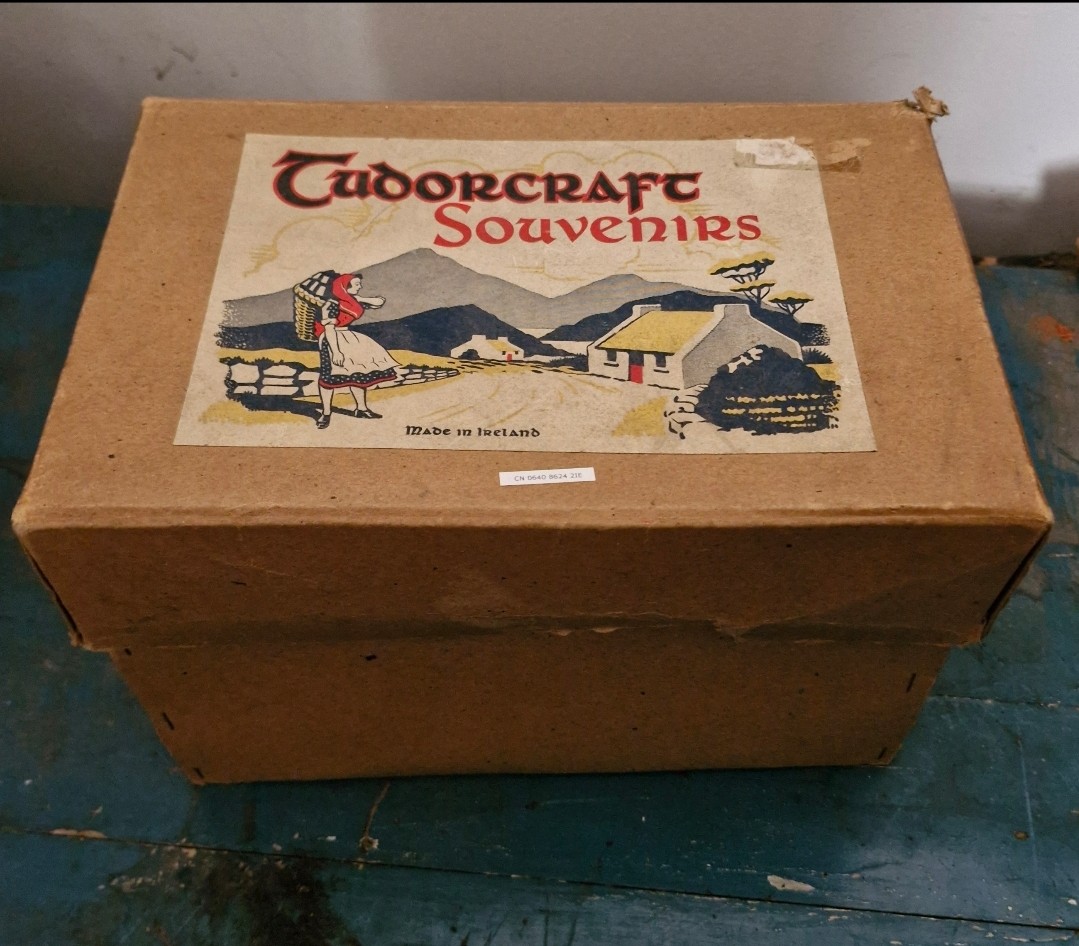 Tudorcraft
Souvenirs
Made in Ireland
CN 0640 8624 2IE